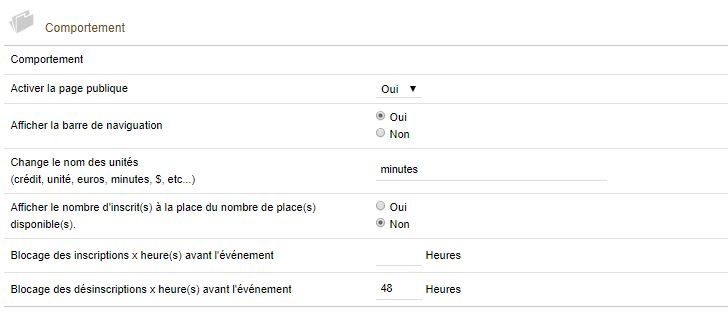 Comportement
Comportement
Activer la page publique
Oui
Afficher la barre de naviguation
Oui
Non
Change le nom des unités
(crédit, unité, euros, minutes, $, etc...)
minutes
Afficher le nombre d'inscrit(s) à la place du nombre de place(s)
disponible(s).
Oui
Non
Blocage des inscriptions x heure(s) avant l'événement
Heures
Blocage des désinscriptions x heure(s) avant l'événement
48 Heures